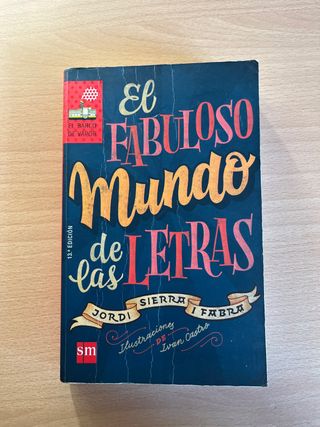 EL BARCO
DE VAPOR
13.ª EDICIÓN
El
FABULOSO
Mundo
de
las LETRAS
JORDI SIERRA I FABRA
Ilustraciones DE Ivan Castro
sm